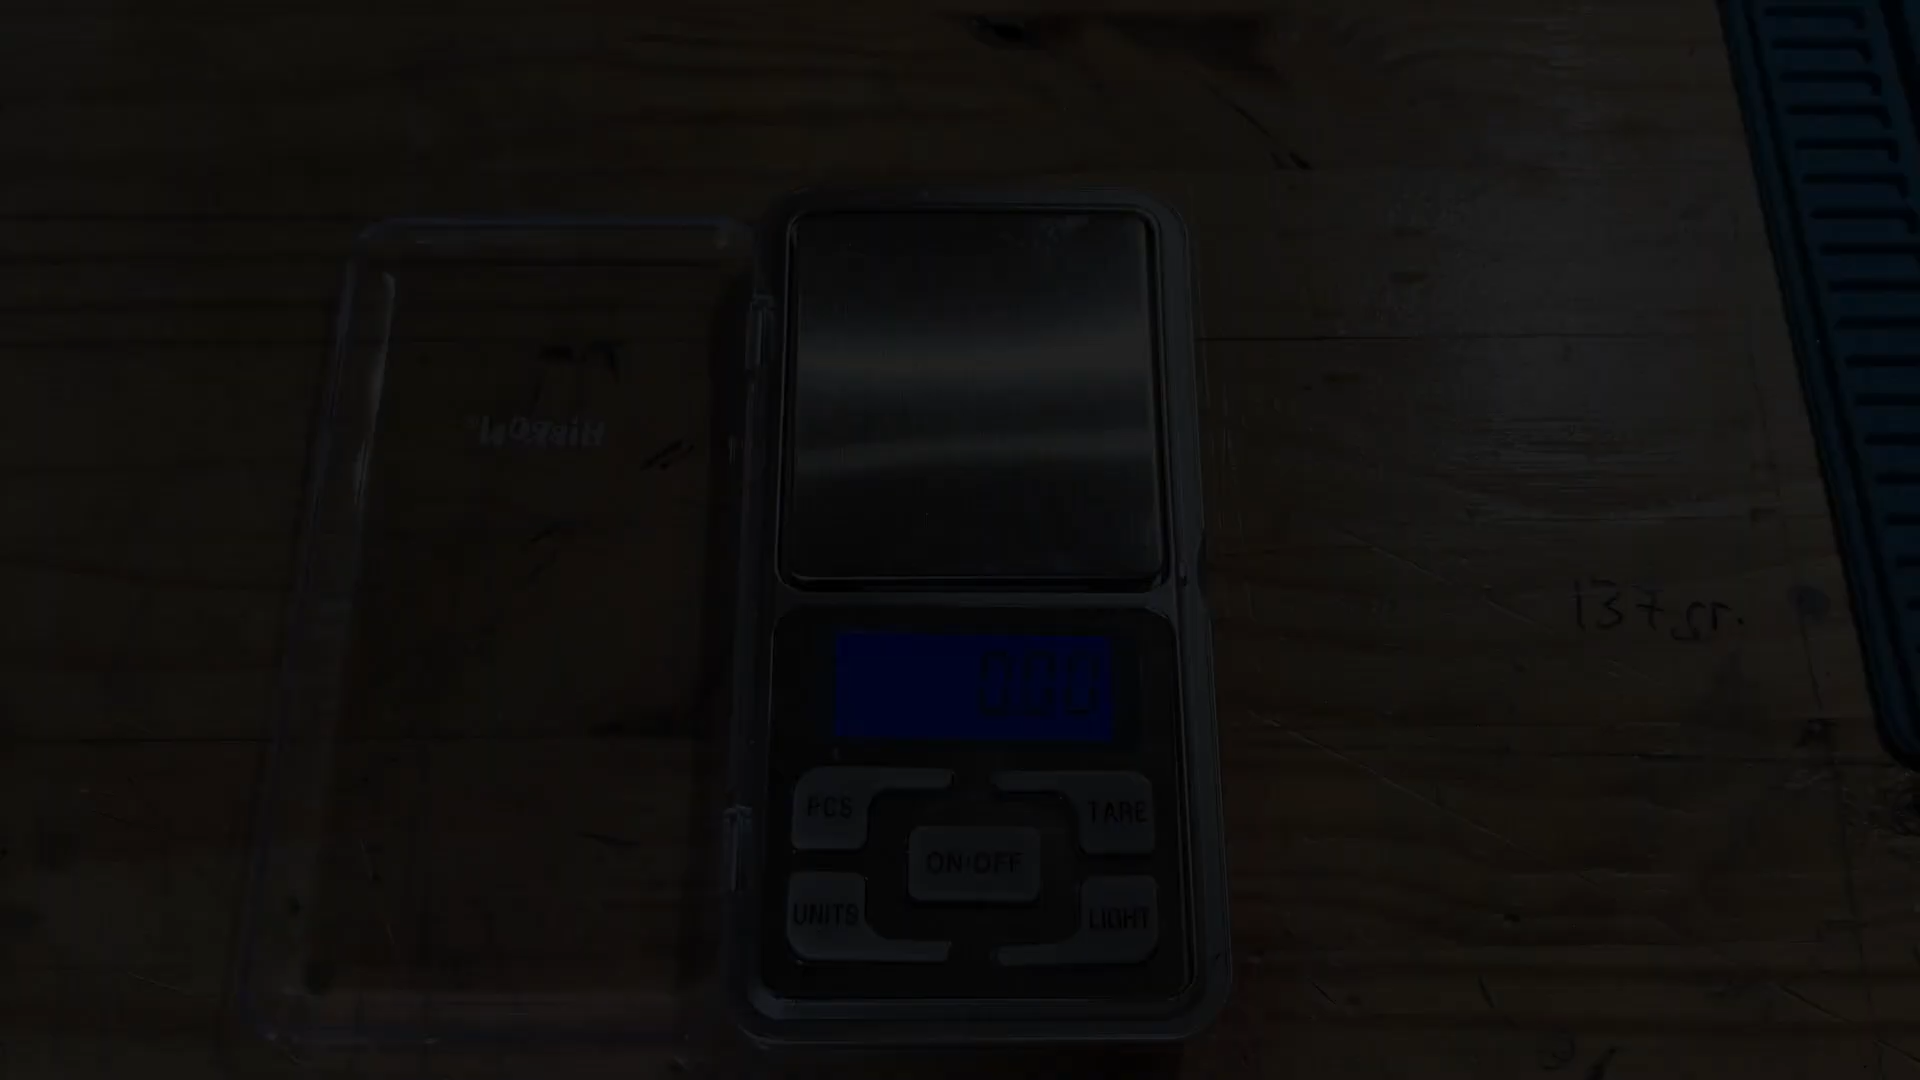 0.00
137 gr.
PCS
TARE
ON/OFF
UNITS
LIGHT